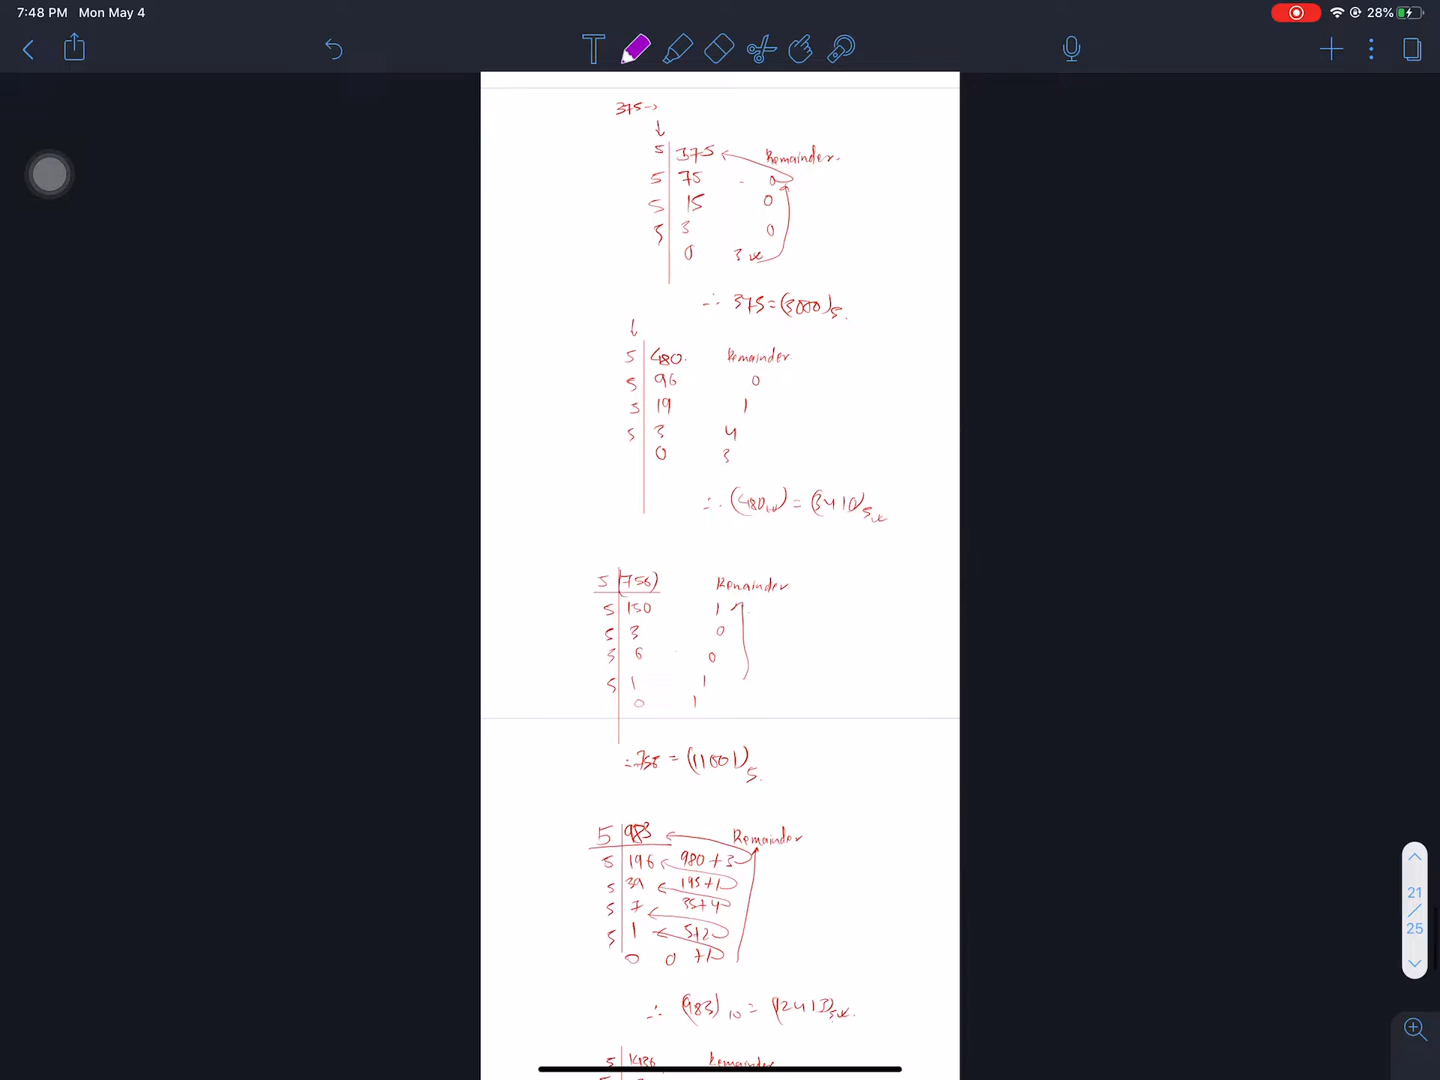 7:48 PM Mon May 4
28%
T
375→
↓
5 375 Remainder.
5 75 - 0
5 15 0
5 3 0
0 3
∴ 375 = (3000)5.
↓
5 480. Remainder.
5 96 0
5 19 1
5 3 4
0 3
∴ (480)10 = (3410)5
5 (756) Remainder
5 150 1
5 3 0
5 6 0
5 1 1
0 1
∴ 756 = (11001)5.
5 983 Remainder
5 196 980+3
5 39 195+1
5 7 35+4
5 1 5+2
0 0 +1
∴ (983)10 = (12413)5
5 1436 Remainder
21
/
25